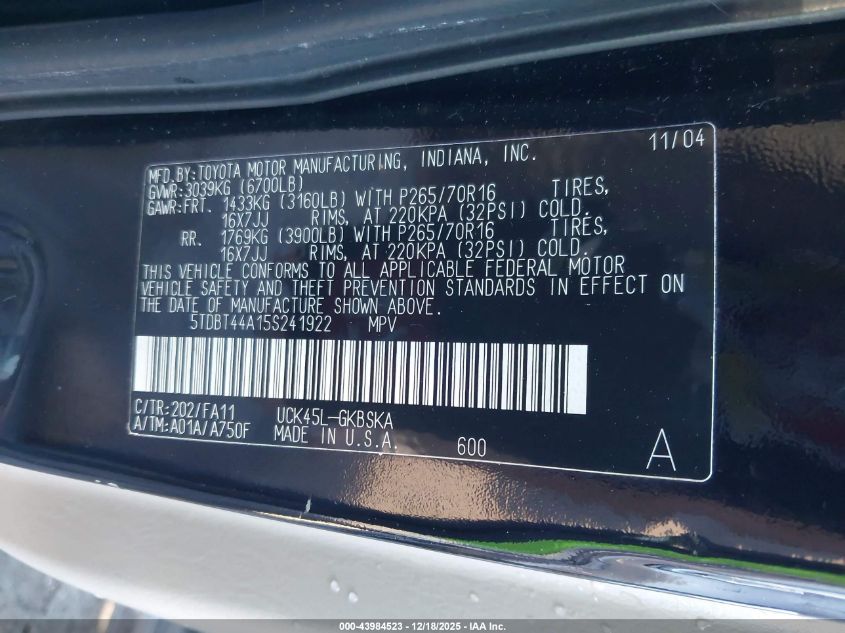 11/04
MFD.BY:TOYOTA MOTOR MANUFACTURING, INDIANA, INC.
GVWR:3039KG (6700LB)
GAWR:FRT. 1433KG (3160LB) WITH P265/70R16 TIRES,
16X7JJ RIMS, AT 220KPA (32PSI) COLD.
RR. 1769KG (3900LB) WITH P265/70R16 TIRES,
16X7JJ RIMS, AT 220KPA (32PSI) COLD.
THIS VEHICLE CONFORMS TO ALL APPLICABLE FEDERAL MOTOR
VEHICLE SAFETY AND THEFT PREVENTION STANDARDS IN EFFECT ON
THE DATE OF MANUFACTURE SHOWN ABOVE.
5TDBT44A15S241922 MPV
C/TR:202/FA11 UCK45L-GKBSKA
A/TM:A01A/A750F MADE IN U.S.A. 600 A
000-43984523 - 12/18/2025 - IAA Inc.